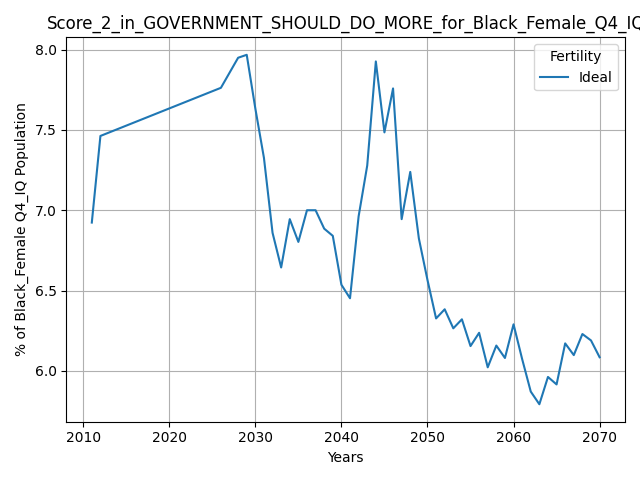 Score_2_in_GOVERNMENT_SHOULD_DO_MORE_for_Black_Female_Q4_IQ
Fertility
Ideal
8.0
7.5
7.0
6.5
6.0
% of Black_Female Q4_IQ Population
2010 2020 2030 2040 2050 2060 2070
Years